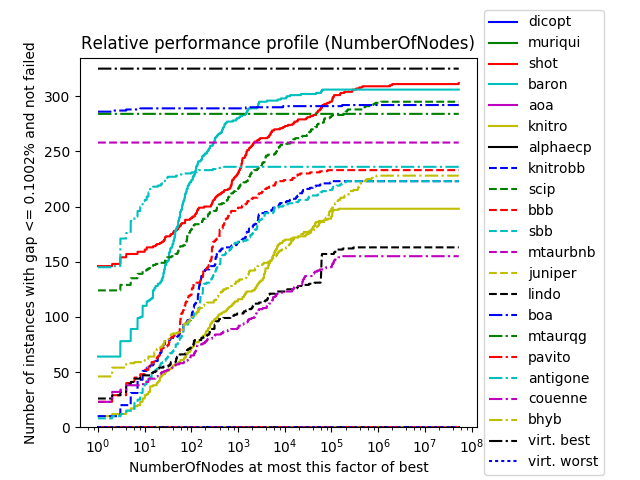 Relative performance profile (NumberOfNodes)
Number of instances with gap <= 0.1002% and not failed
300
250
200
150
100
50
0
10^0
10^1
10^2
10^3
10^4
10^5
10^6
10^7
10^8
NumberOfNodes at most this factor of best
dicopt
muriqui
shot
baron
aoa
knitro
alphaecp
knitrobb
scip
bbb
sbb
mtaurbnb
juniper
lindo
boa
mtaurqg
pavito
antigone
couenne
bhyb
virt. best
virt. worst